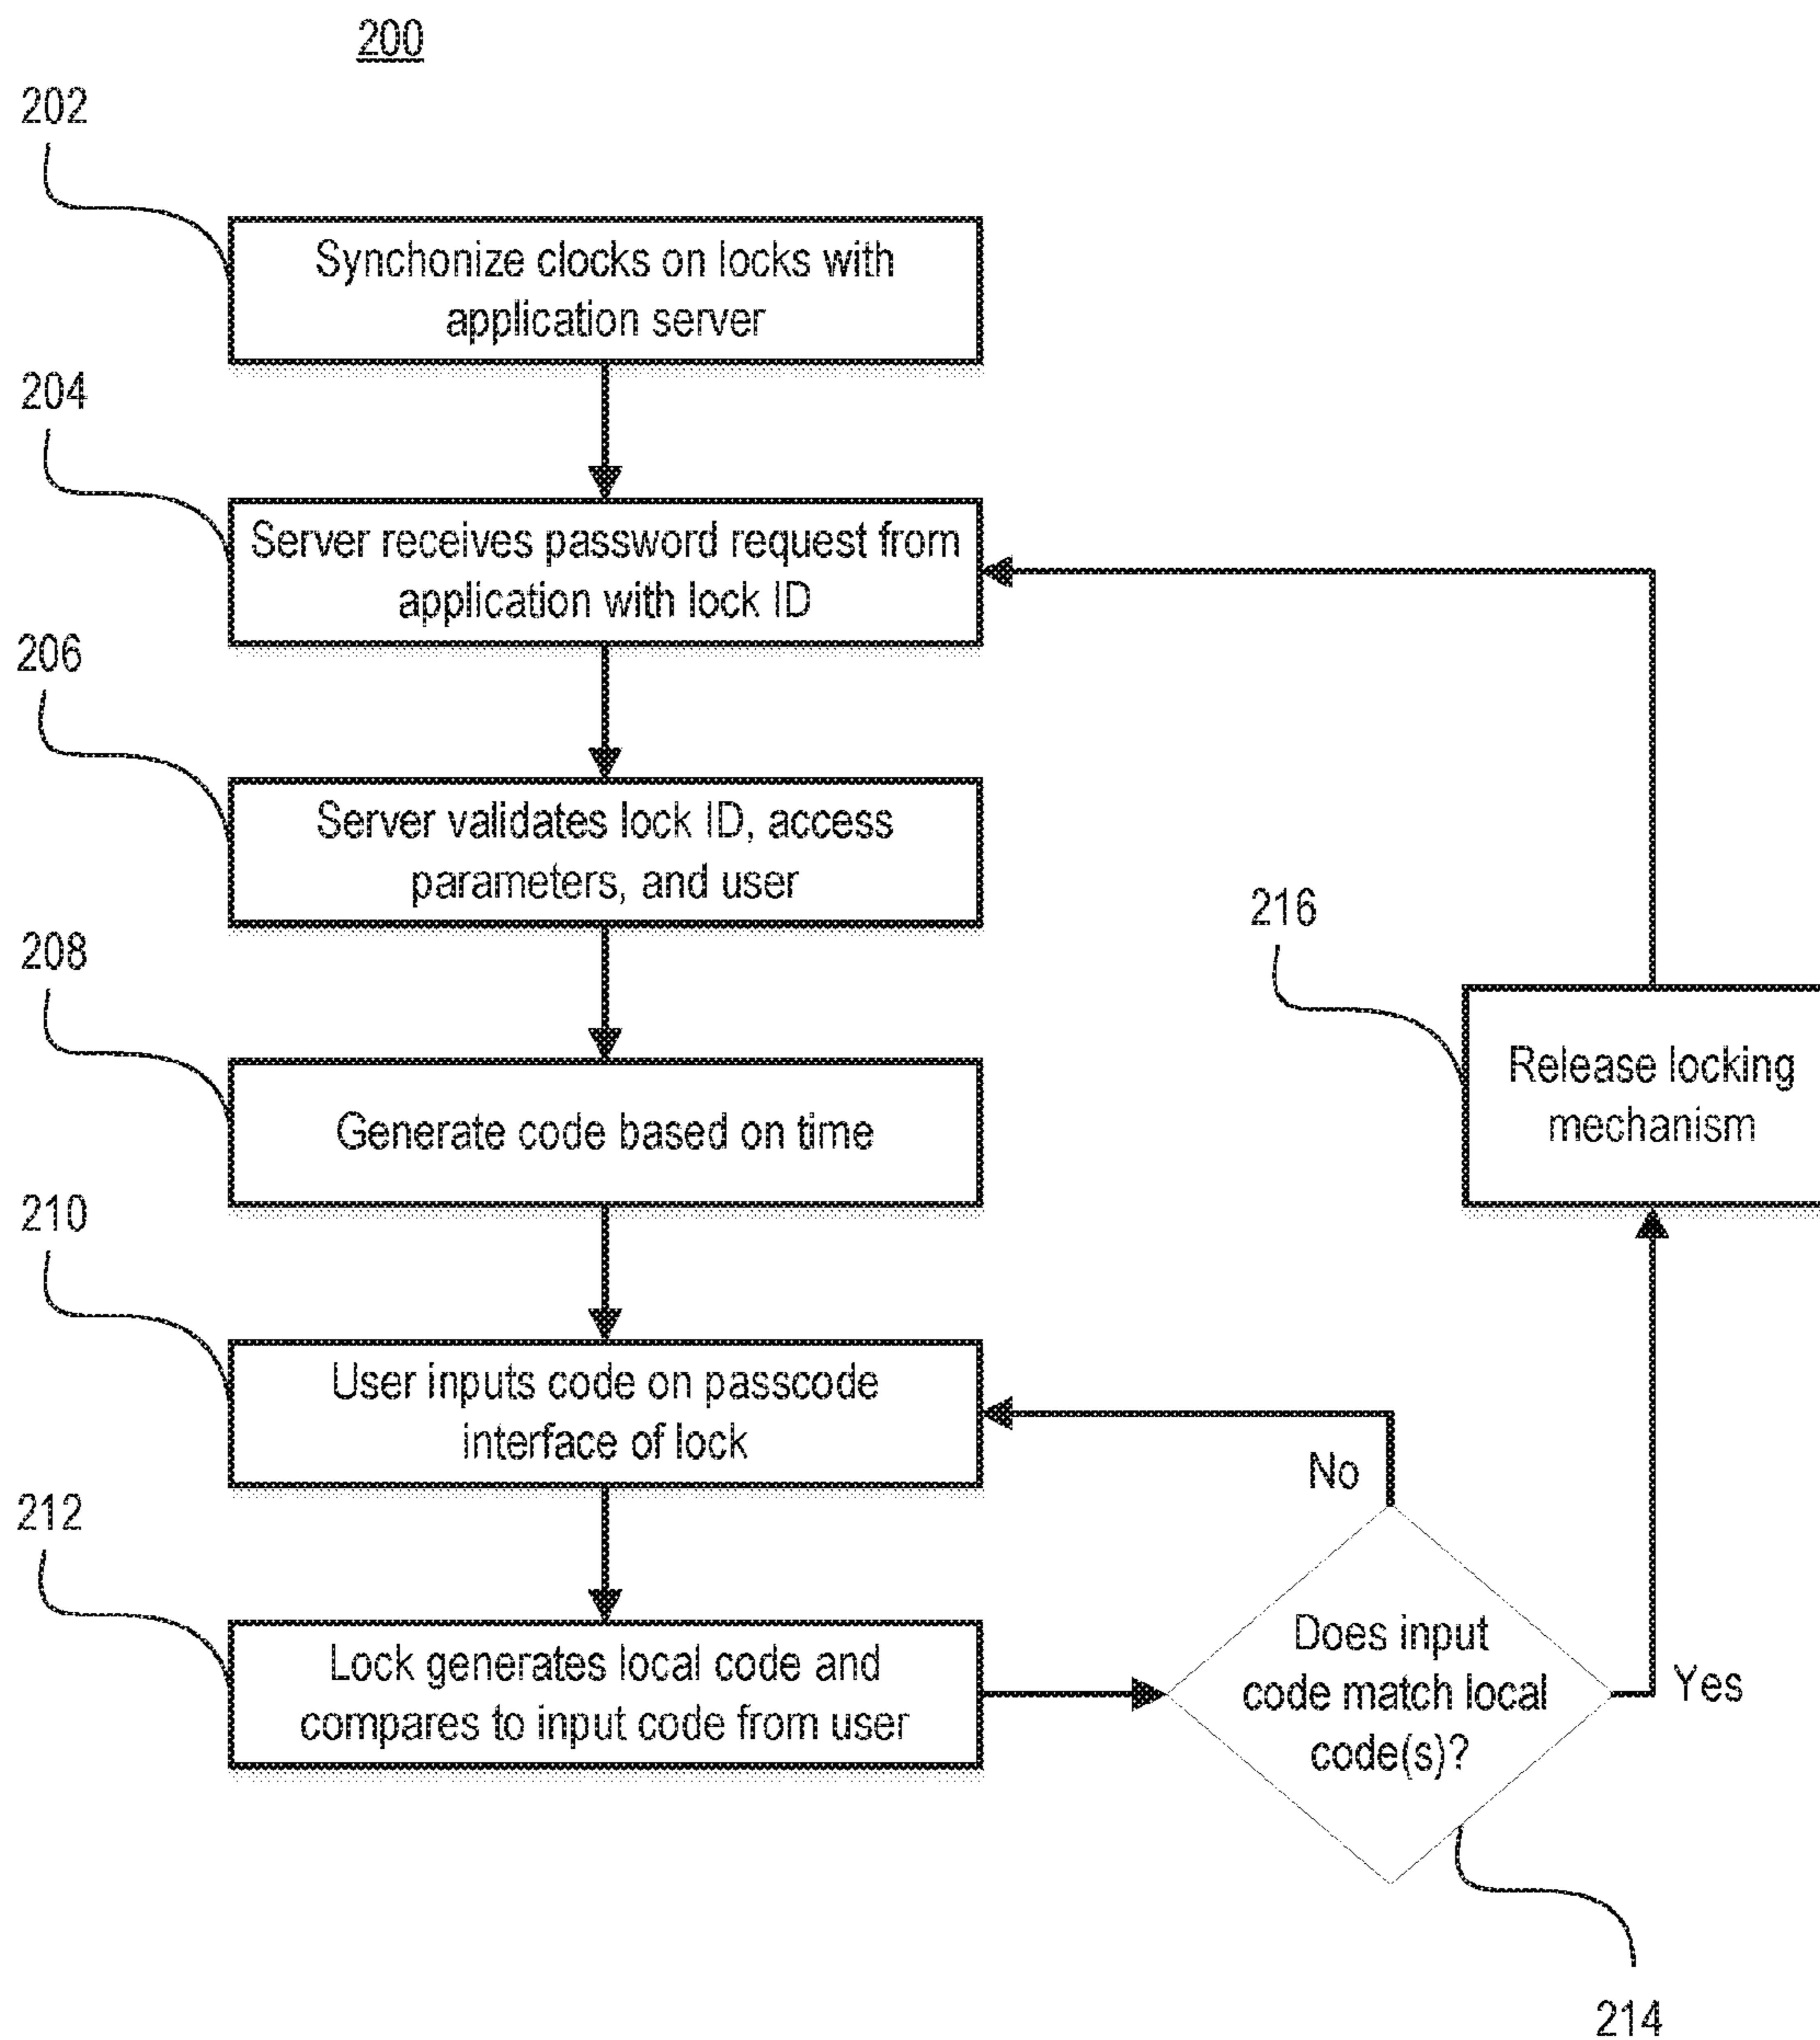 200
202
Synchonize clocks on locks with
application server
204
Server receives password request from
application with lock ID
206
Server validates lock ID, access
parameters, and user
208
Generate code based on time
210
User inputs code on passcode
interface of lock
212
Lock generates local code and
compares to input code from user
No
Does input
code match local
code(s)?
Yes
214
216
Release locking
mechanism